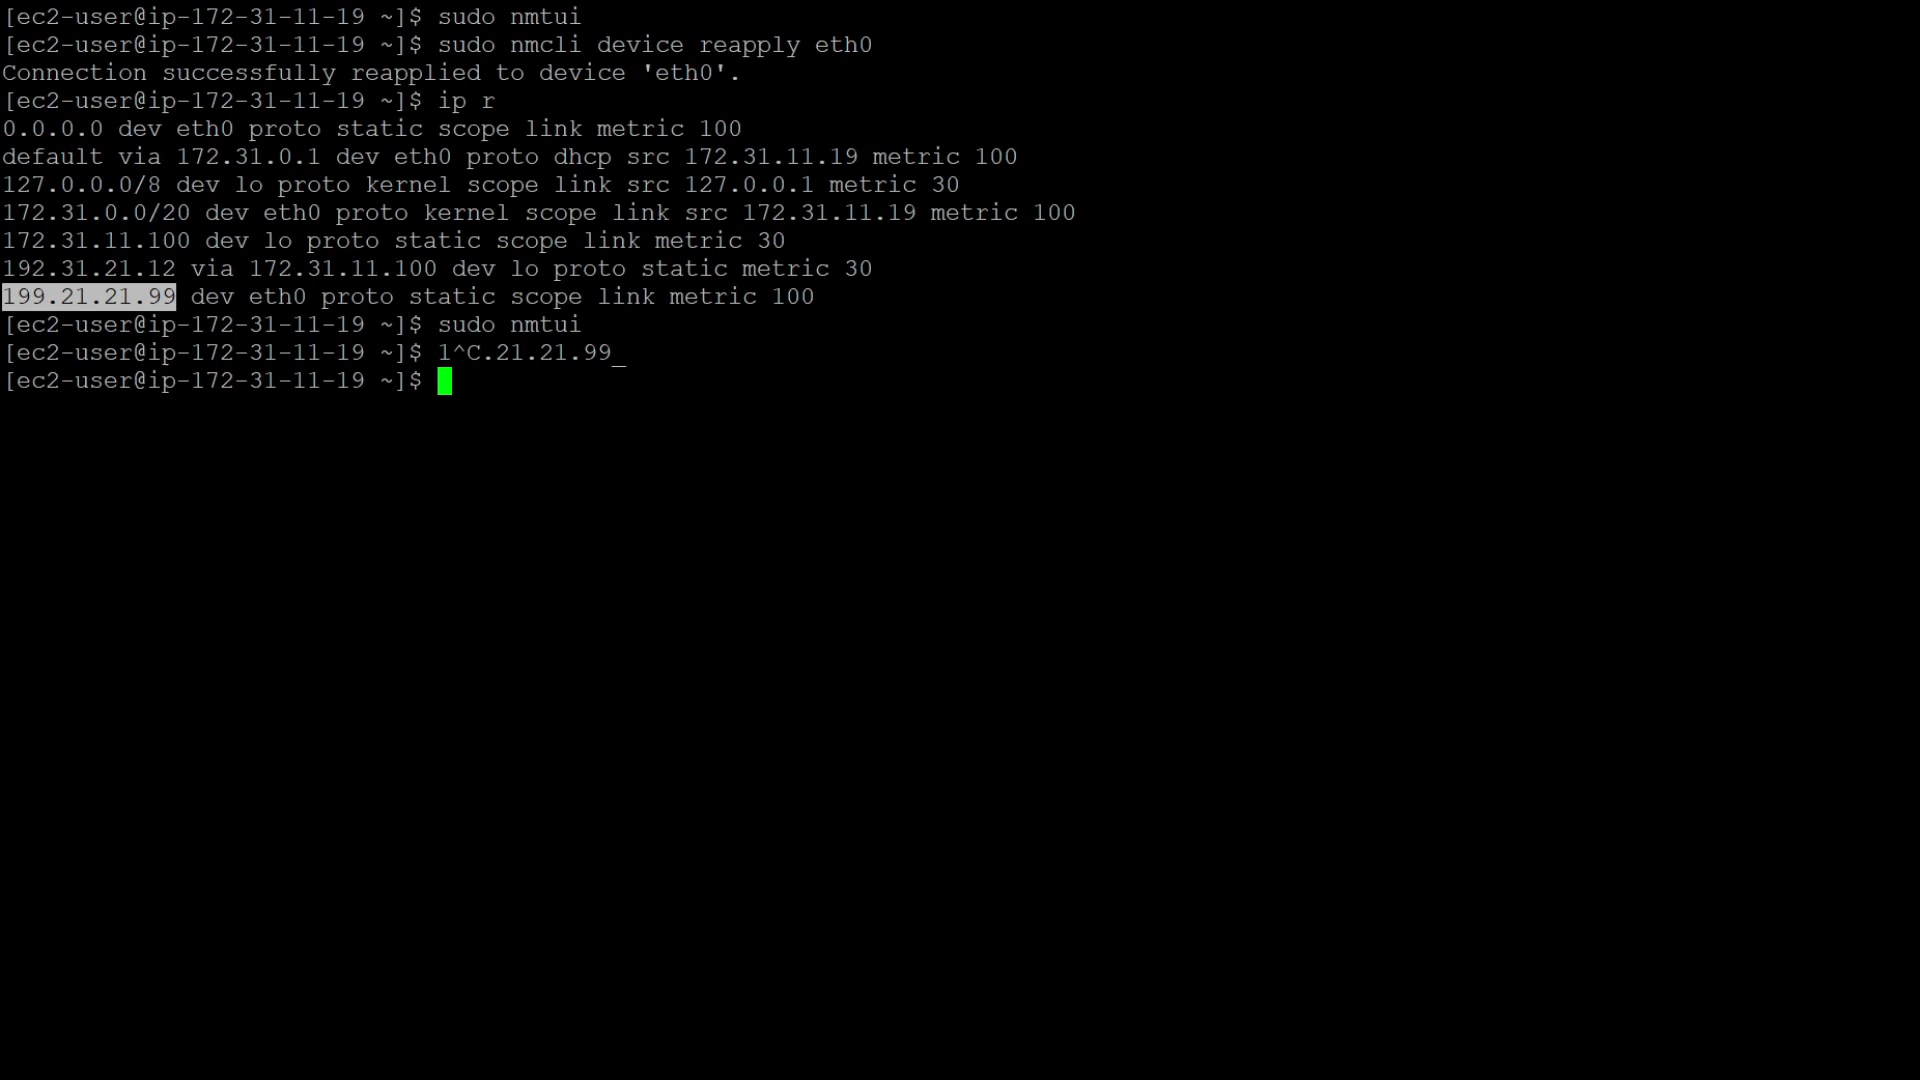 [ec2-user@ip-172-31-11-19 ~]$ sudo nmtui
[ec2-user@ip-172-31-11-19 ~]$ sudo nmcli device reapply eth0
Connection successfully reapplied to device 'eth0'.
[ec2-user@ip-172-31-11-19 ~]$ ip r
0.0.0.0 dev eth0 proto static scope link metric 100
default via 172.31.0.1 dev eth0 proto dhcp src 172.31.11.19 metric 100
127.0.0.0/8 dev lo proto kernel scope link src 127.0.0.1 metric 30
172.31.0.0/20 dev eth0 proto kernel scope link src 172.31.11.19 metric 100
172.31.11.100 dev lo proto static scope link metric 30
192.31.21.12 via 172.31.11.100 dev lo proto static metric 30
199.21.21.99 dev eth0 proto static scope link metric 100
[ec2-user@ip-172-31-11-19 ~]$ sudo nmtui
[ec2-user@ip-172-31-11-19 ~]$ 1^C.21.21.99_
[ec2-user@ip-172-31-11-19 ~]$